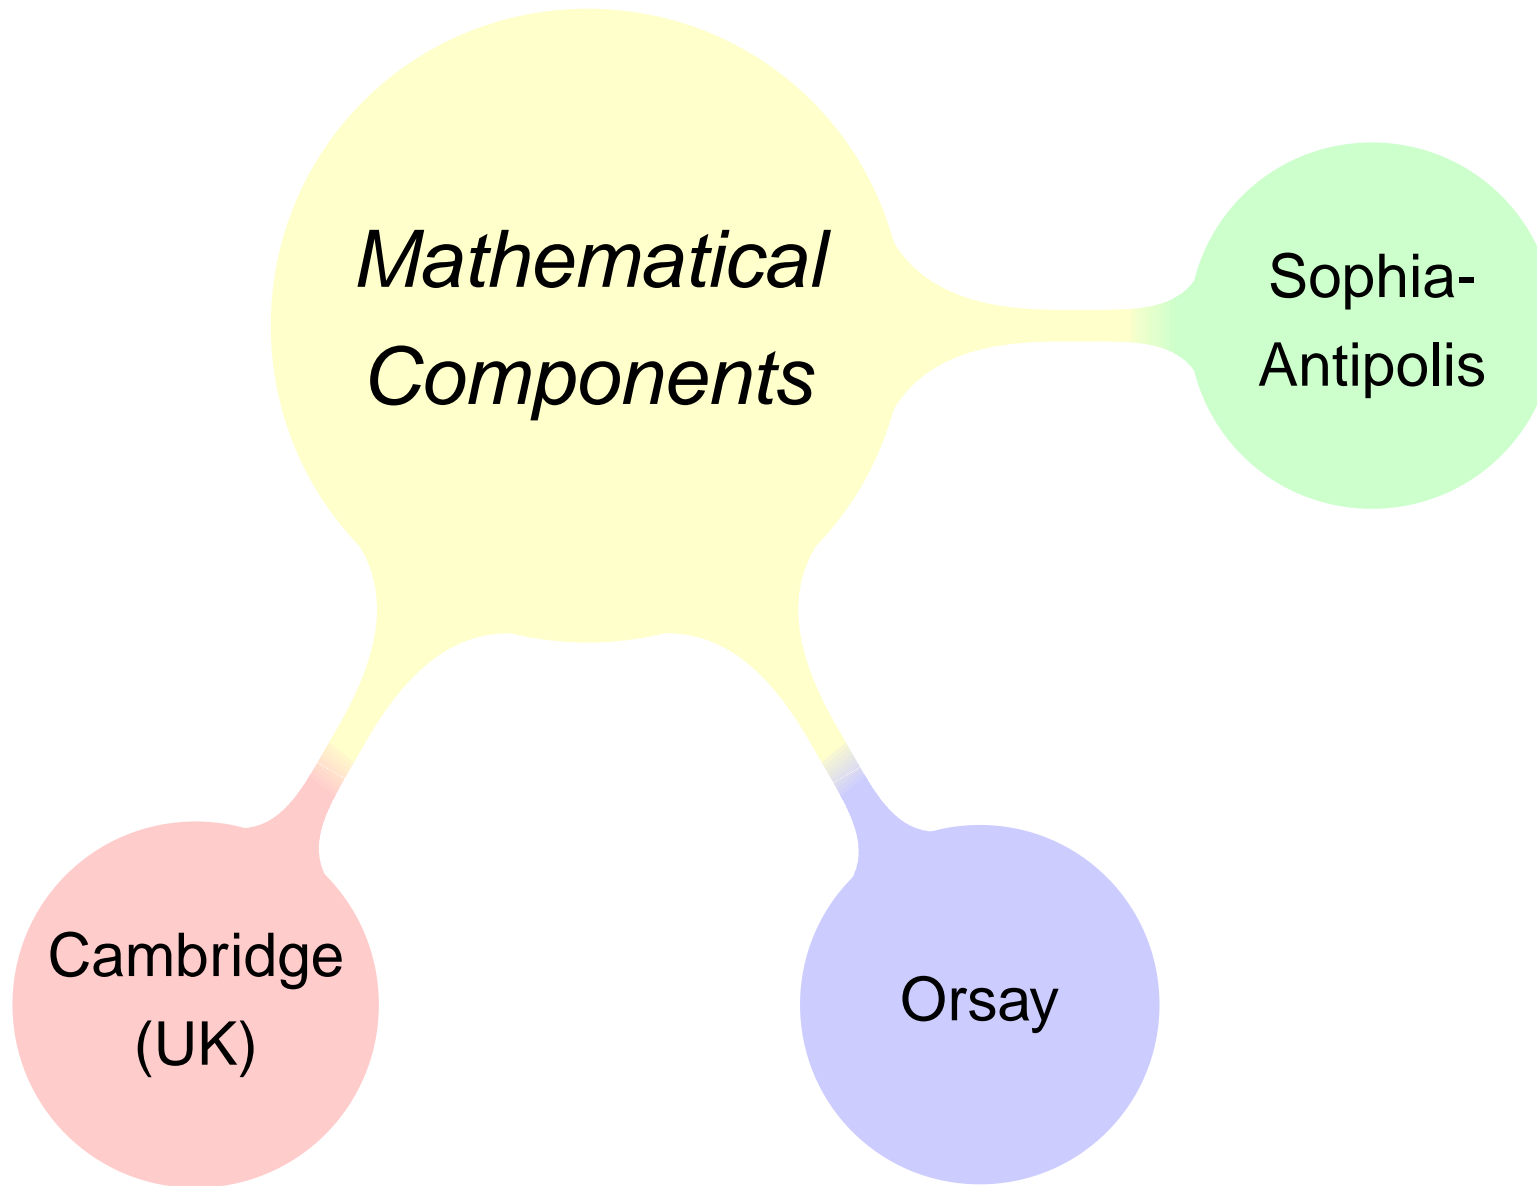 Mathematical
Components
Sophia-
Antipolis
Cambridge
(UK)
Orsay